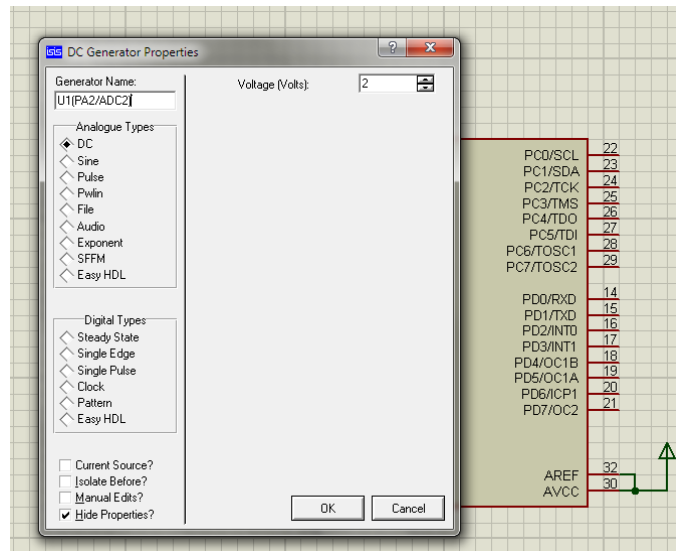 isis DC Generator Properties
Generator Name:
U1(PA2/ADC2)
Analogue Types
DC
Sine
Pulse
Pwlin
File
Audio
Exponent
SFFM
Easy HDL
Digital Types
Steady State
Single Edge
Single Pulse
Clock
Pattern
Easy HDL
Current Source?
Isolate Before?
Manual Edits?
Hide Properties?
Voltage (Volts): 2
OK Cancel
?
PC0/SCL 22
PC1/SDA 23
PC2/TCK 24
PC3/TMS 25
PC4/TDO 26
PC5/TDI 27
PC6/TOSC1 28
PC7/TOSC2 29
PD0/RXD 14
PD1/TXD 15
PD2/INT0 16
PD3/INT1 17
PD4/OC1B 18
PD5/OC1A 19
PD6/ICP1 20
PD7/OC2 21
AREF 32
AVCC 30